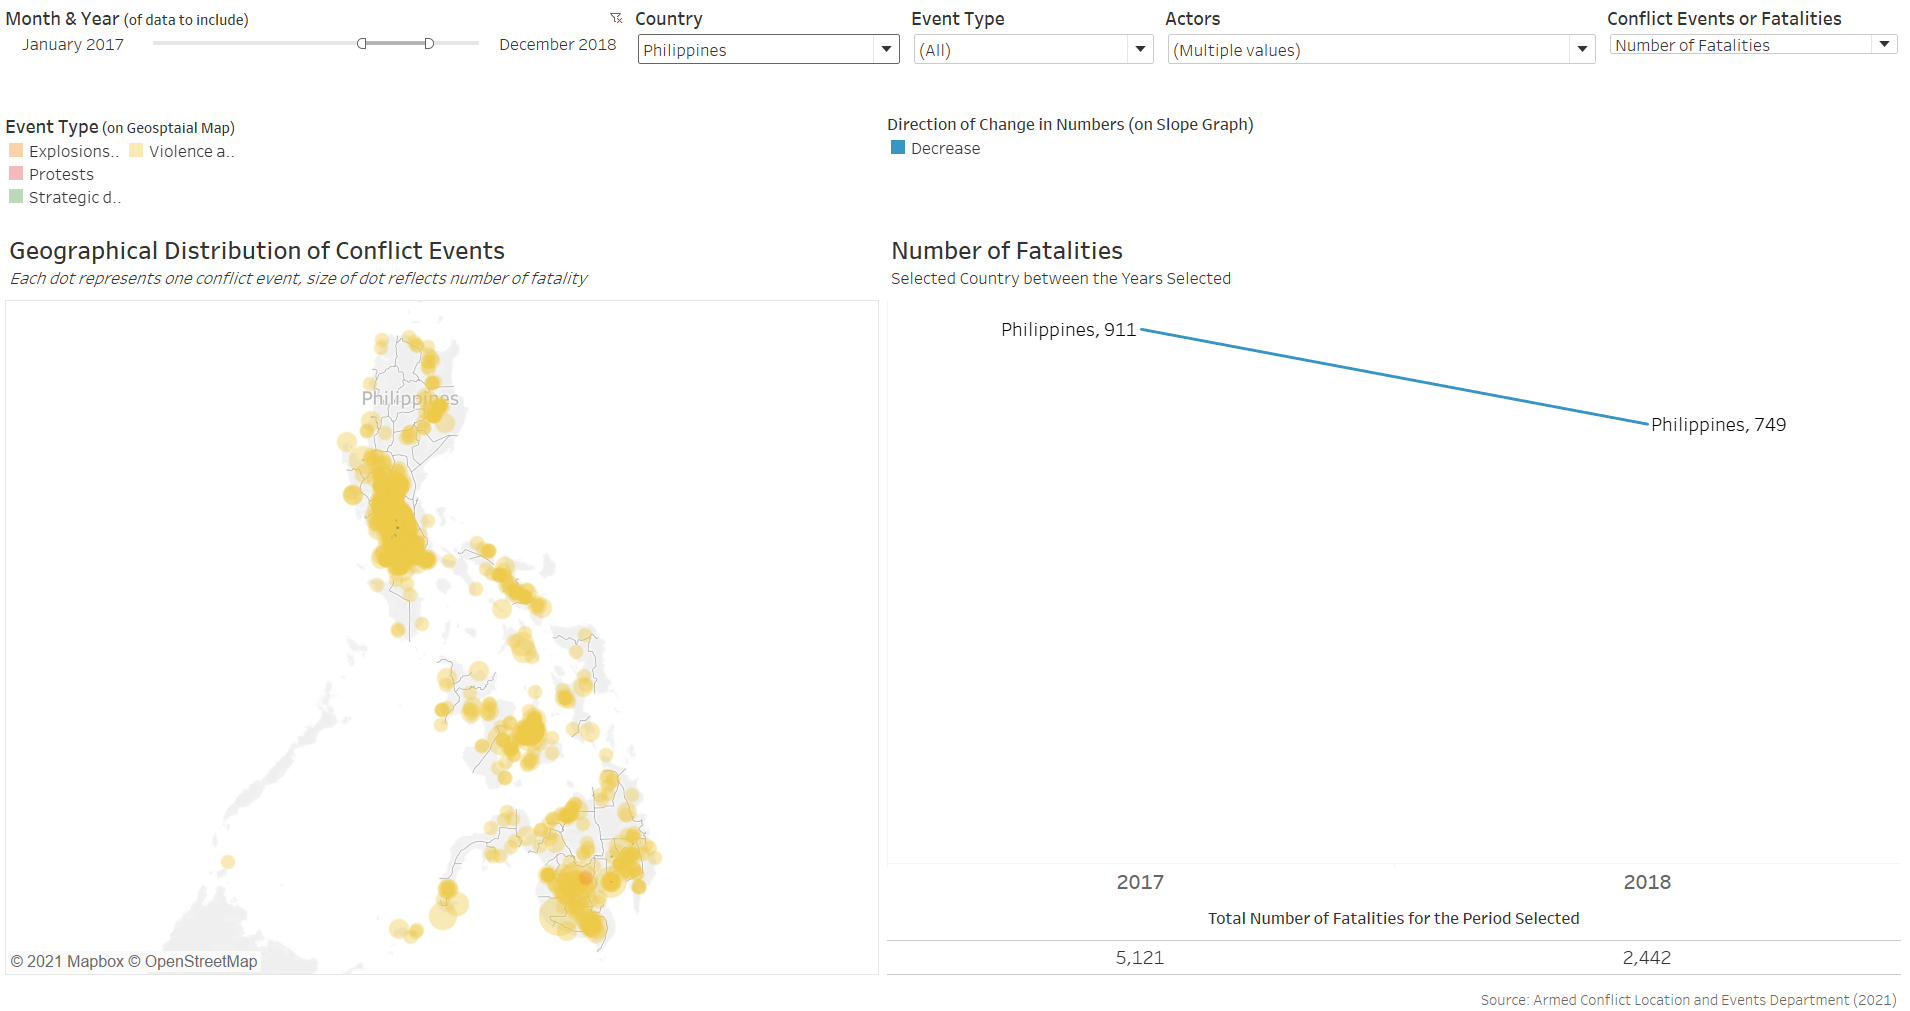 Month & Year (of data to include)
January 2017
December 2018
Country
Philippines
Event Type
(All)
Actors
(Multiple values)
Conflict Events or Fatalities
Number of Fatalities
Event Type (on Geosptaial Map)
Explosions..
Violence a..
Protests
Strategic d..
Direction of Change in Numbers (on Slope Graph)
Decrease
Geographical Distribution of Conflict Events
Each dot represents one conflict event, size of dot reflects number of fatality
Philippines
© 2021 Mapbox © OpenStreetMap
Number of Fatalities
Selected Country between the Years Selected
Philippines, 911
Philippines, 749
2017
2018
Total Number of Fatalities for the Period Selected
5,121
2,442
Source: Armed Conflict Location and Events Department (2021)